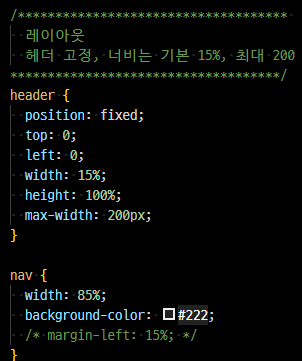 /************************************
레이아웃
헤더 고정, 너비는 기본 15%, 최대 200
************************************/
header {
position: fixed;
top: 0;
left: 0;
width: 15%;
height: 100%;
max-width: 200px;
}
nav {
width: 85%;
background-color: #222;
/* margin-left: 15%; */
}